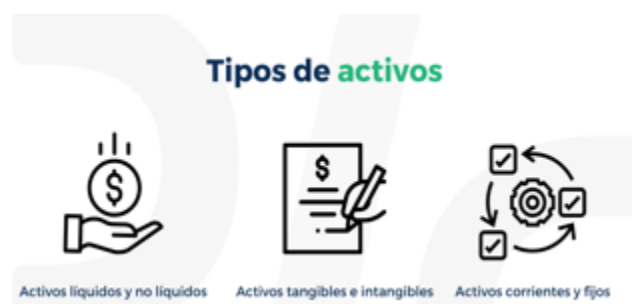 Tipos de activos
$
$
Activos líquidos y no líquidos
Activos tangibles e intangibles
Activos corrientes y fijos